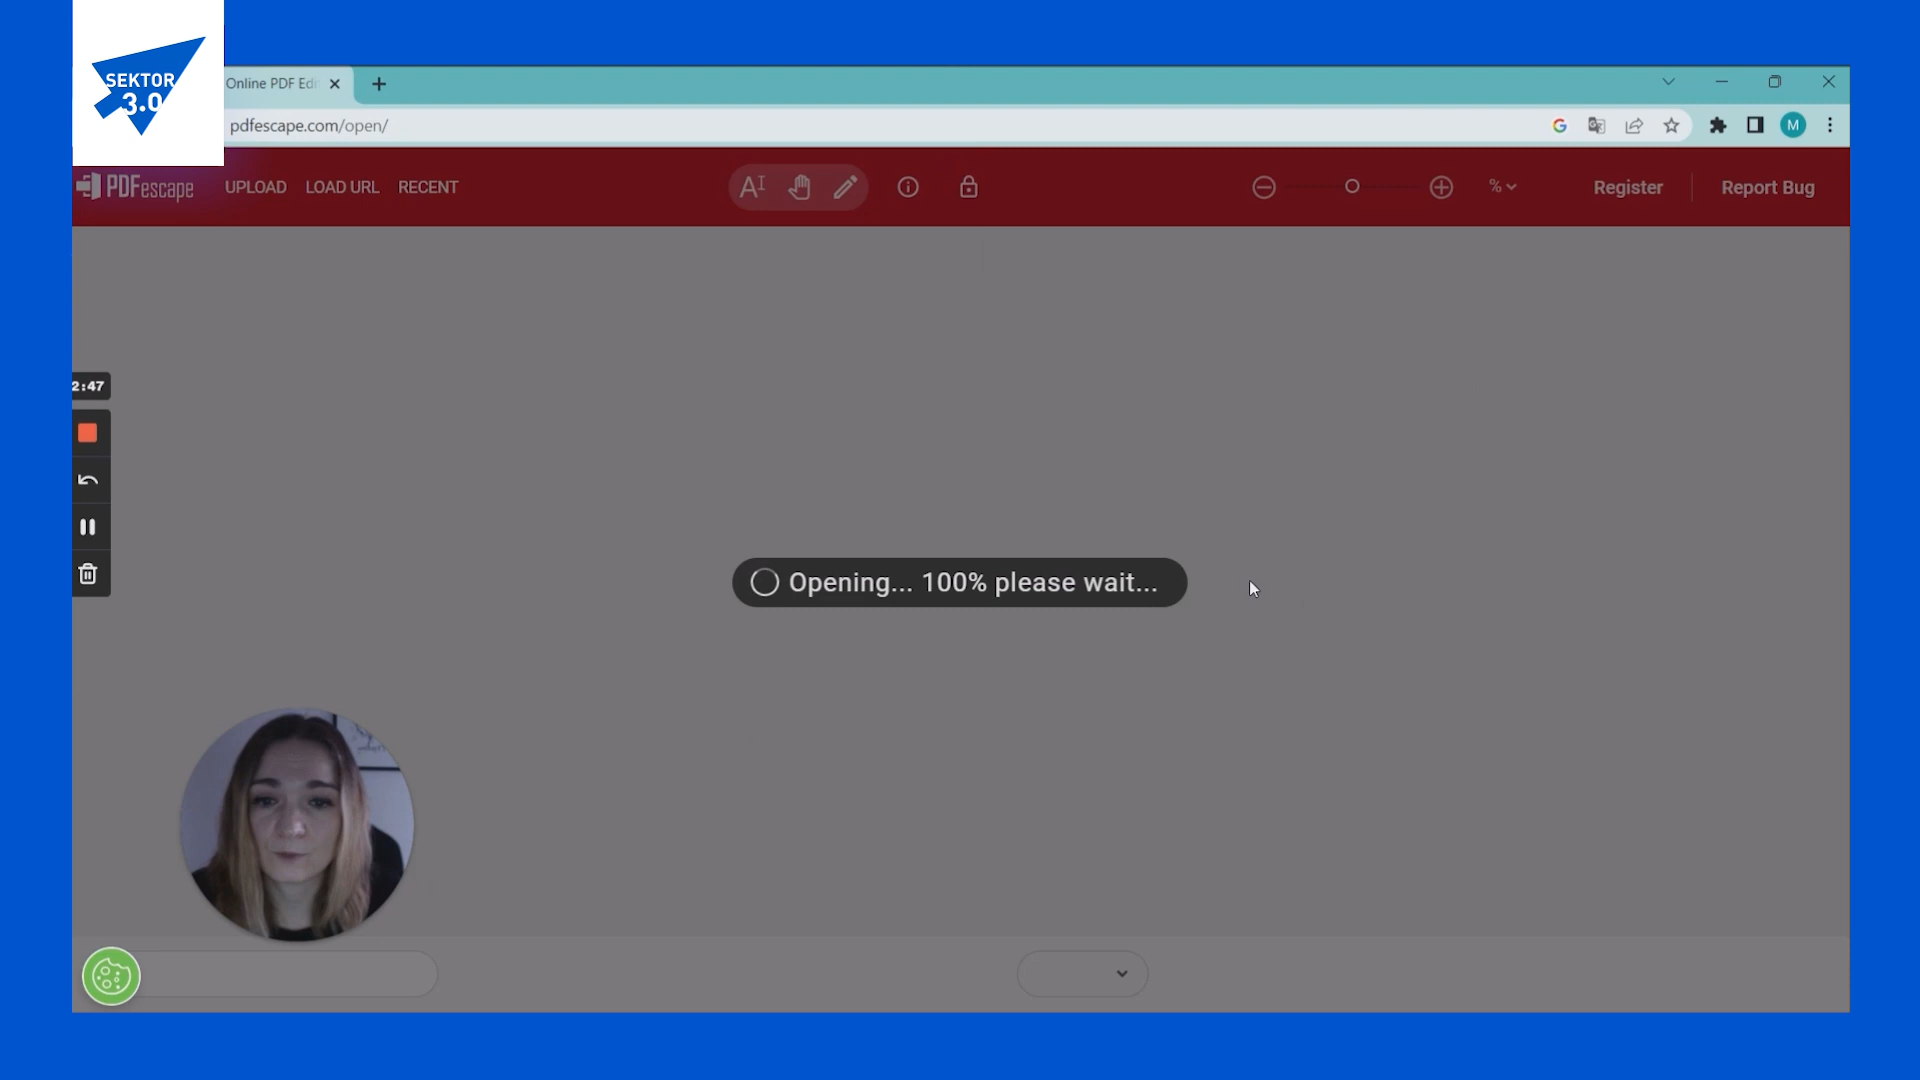 SEKTOR
3.0
Online PDF Edi
pdfescape.com/open/
M
PDFescape UPLOAD LOAD URL RECENT
A
% Register Report Bug
2:47
Opening... 100% please wait...